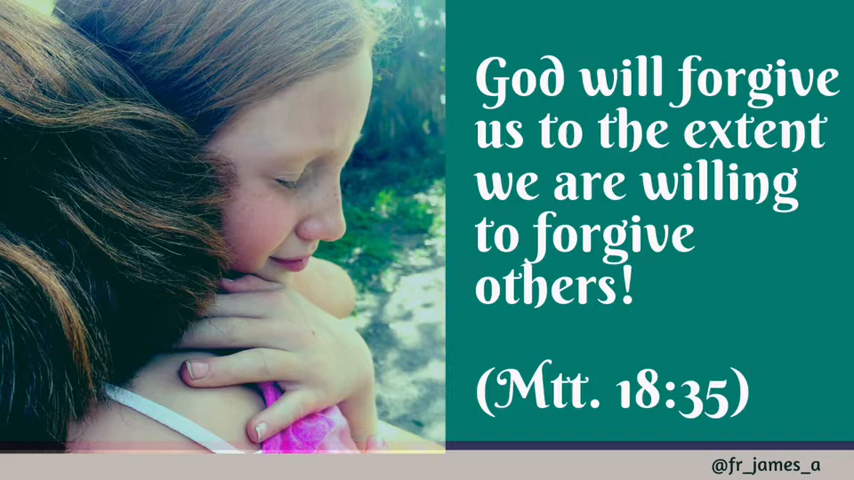 God will forgive
us to the extent
we are willing
to forgive
others!
(Mtt. 18:35)
@fr_james_a